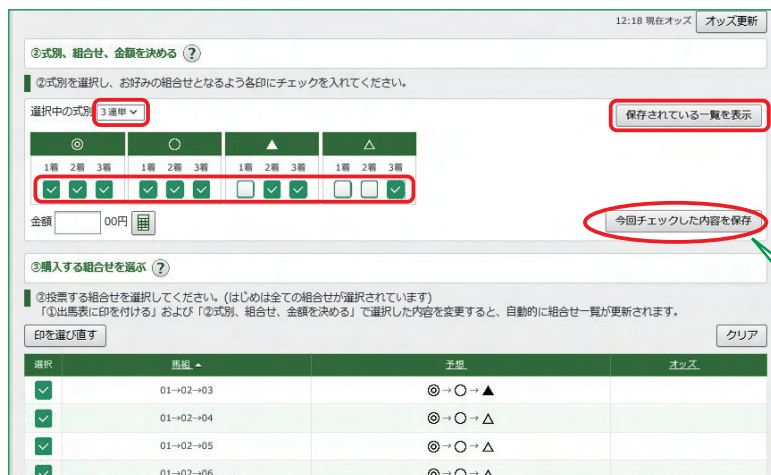 12:18 現在オッズ オッズ更新
②式別、組合せ、金額を決める ?
②式別を選択し、お好みの組合せとなるよう各印にチェックを入れてください。
選択中の式別 3連単 保存されている一覧を表示
◎ ○ ▲ △
1着 2着 3着 1着 2着 3着 1着 2着 3着 1着 2着 3着
金額 00円 今回チェックした内容を保存
③購入する組合せを選ぶ ?
③投票する組合せを選択してください。(はじめは全ての組合せが選択されています)
「①出馬表に印を付ける」および「②式別、組合せ、金額を決める」で選択した内容を変更すると、自動的に組合せ一覧が更新されます。
印を選び直す クリア
選択 馬組▲ 予想 オッズ
01→02→03 ◎→○→▲
01→02→04 ◎→○→△
01→02→05 ◎→○→△
01→02→06 ◎→○→△